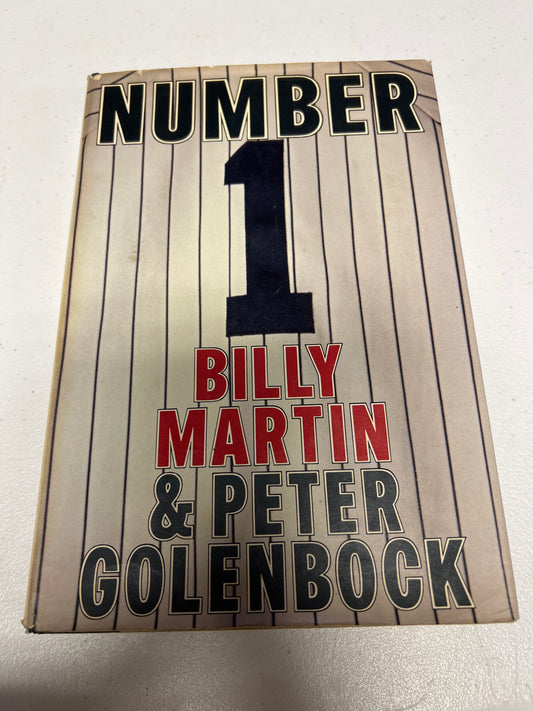 NUMBER
1
BILLY
MARTIN
& PETER
GOLENBOCK